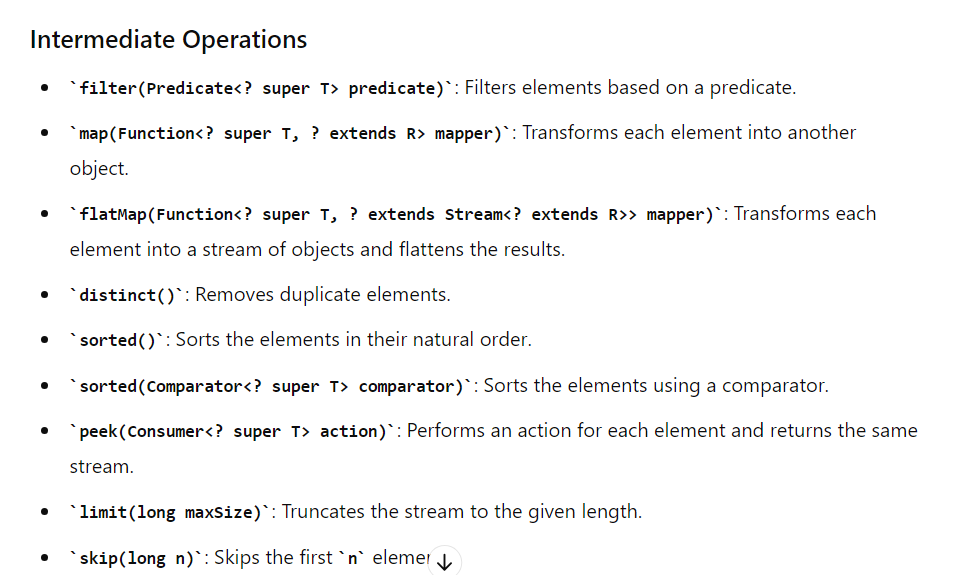 Intermediate Operations
• `filter(Predicate<? super T> predicate)`: Filters elements based on a predicate.
• `map(Function<? super T, ? extends R> mapper)`: Transforms each element into another
object.
• `flatMap(Function<? super T, ? extends Stream<? extends R>> mapper)`: Transforms each
element into a stream of objects and flattens the results.
• `distinct()`: Removes duplicate elements.
• `sorted()`: Sorts the elements in their natural order.
• `sorted(Comparator<? super T> comparator)`: Sorts the elements using a comparator.
• `peek(Consumer<? super T> action)`: Performs an action for each element and returns the same
stream.
• `limit(long maxSize)`: Truncates the stream to the given length.
• `skip(long n)`: Skips the first `n`